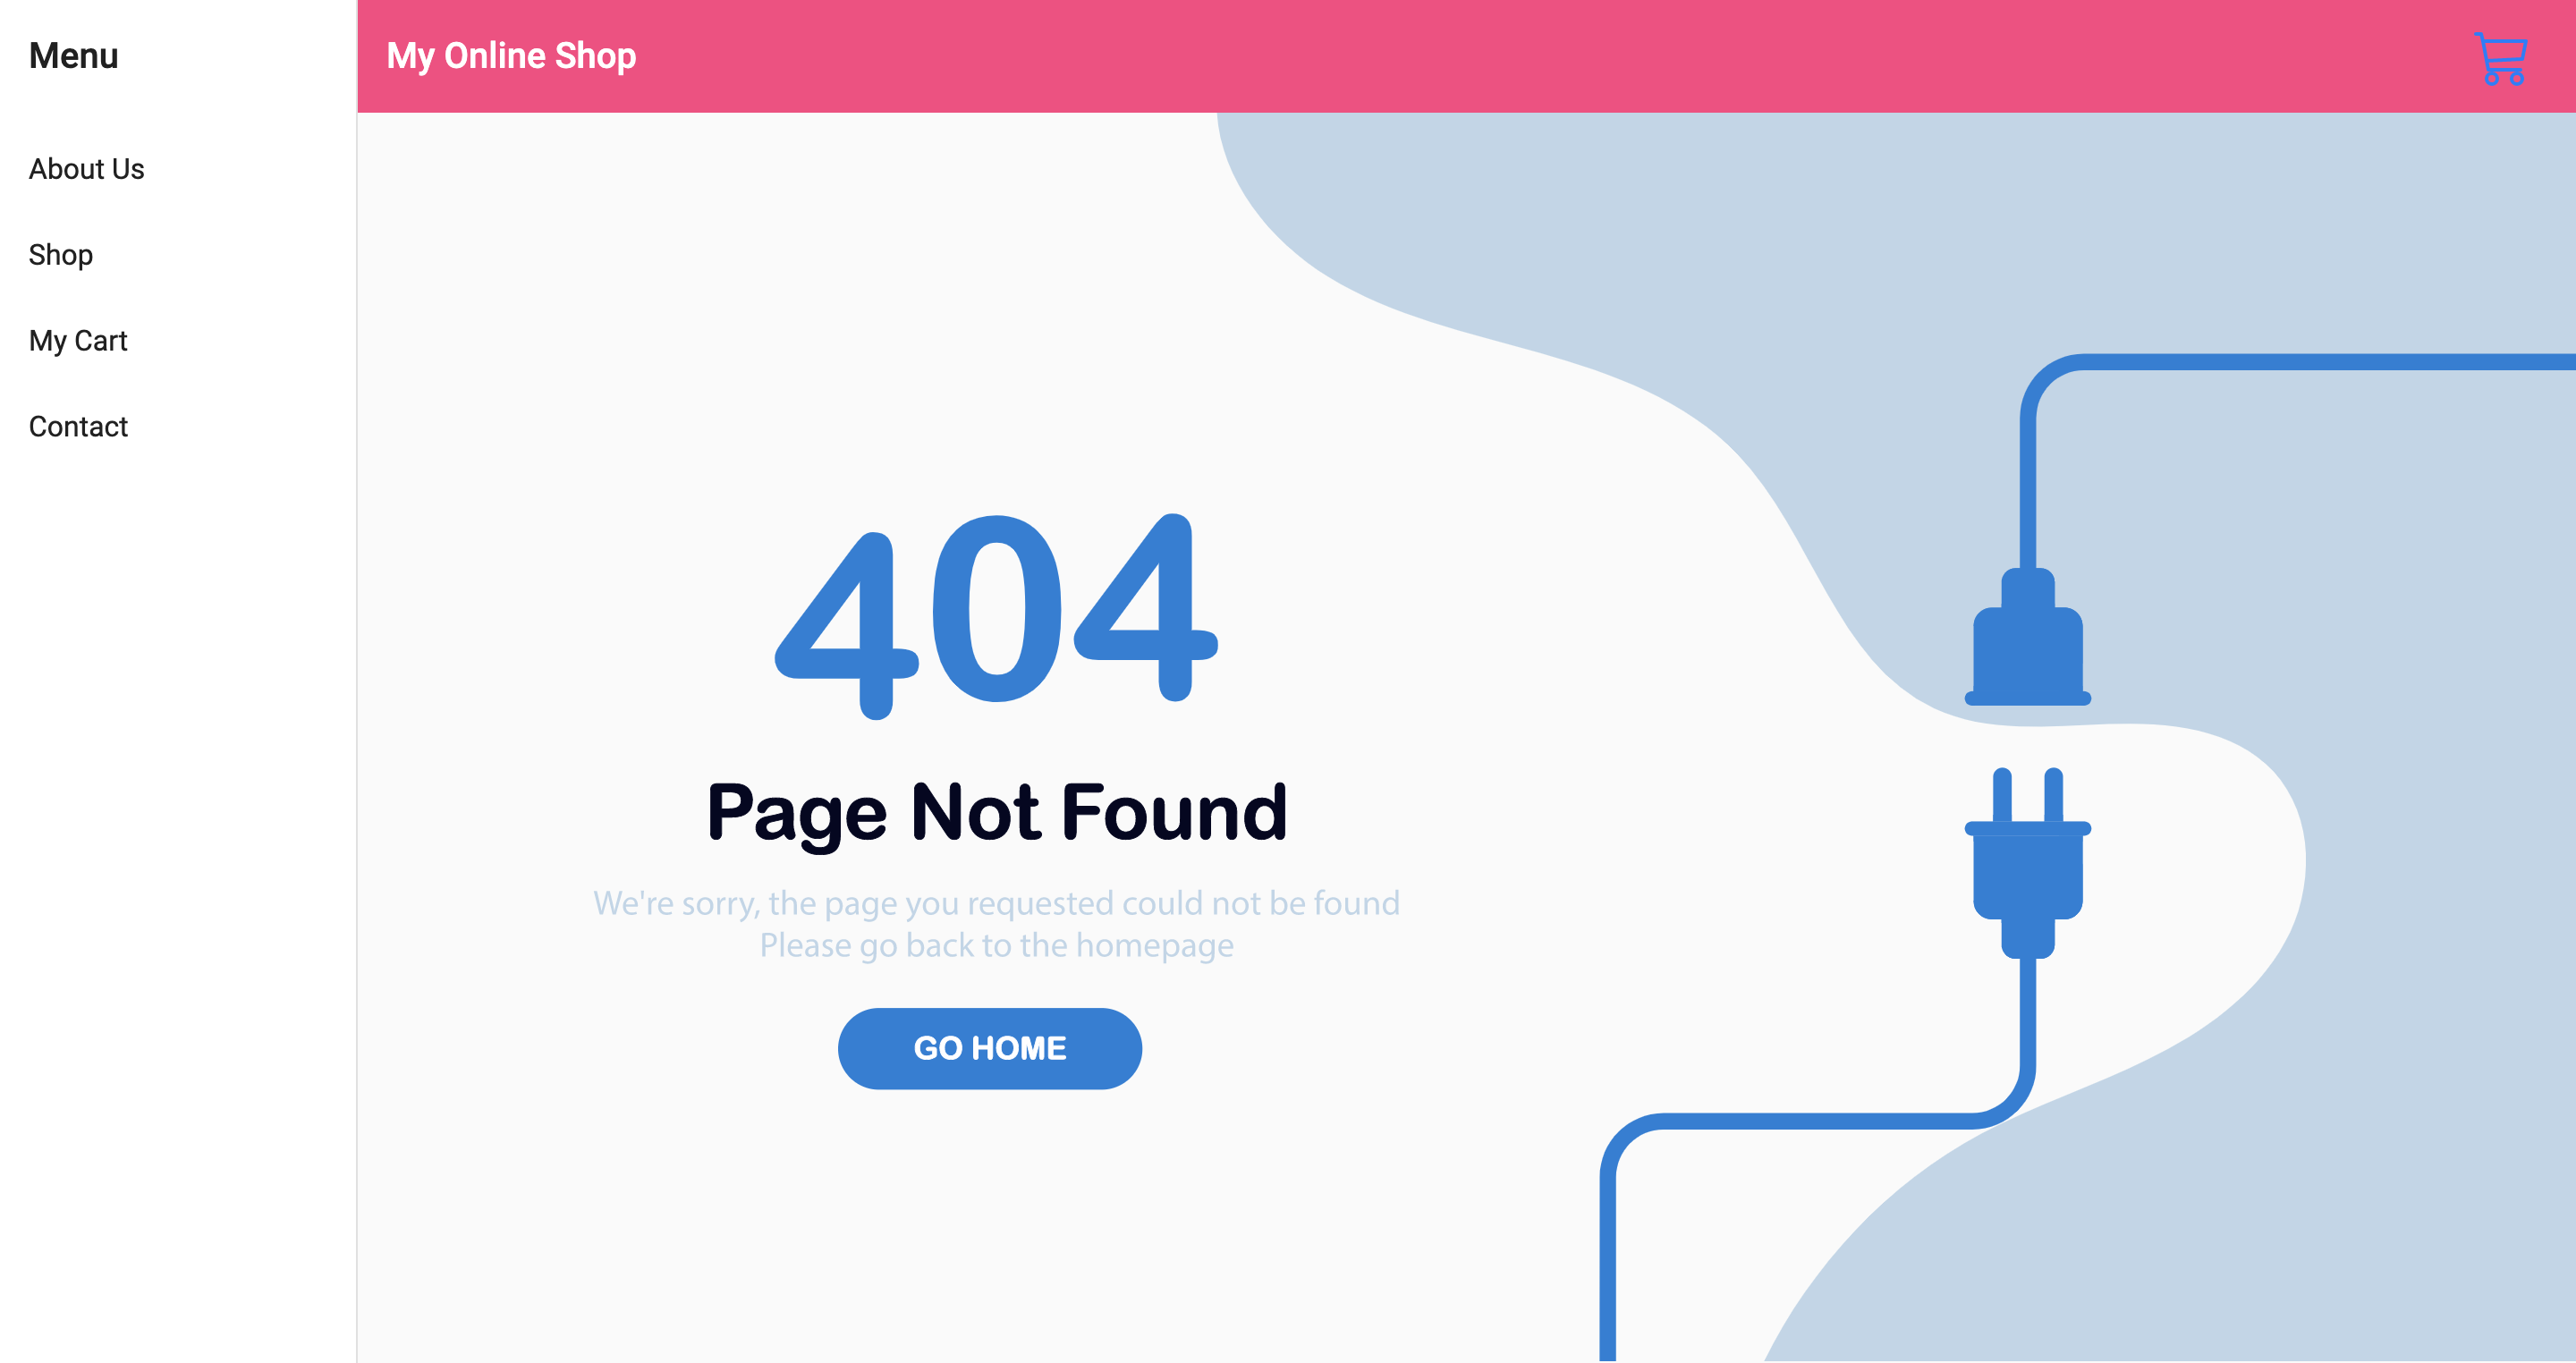 Menu
My Online Shop
About Us
Shop
My Cart
Contact
404
Page Not Found
We're sorry, the page you requested could not be found
Please go back to the homepage
GO HOME